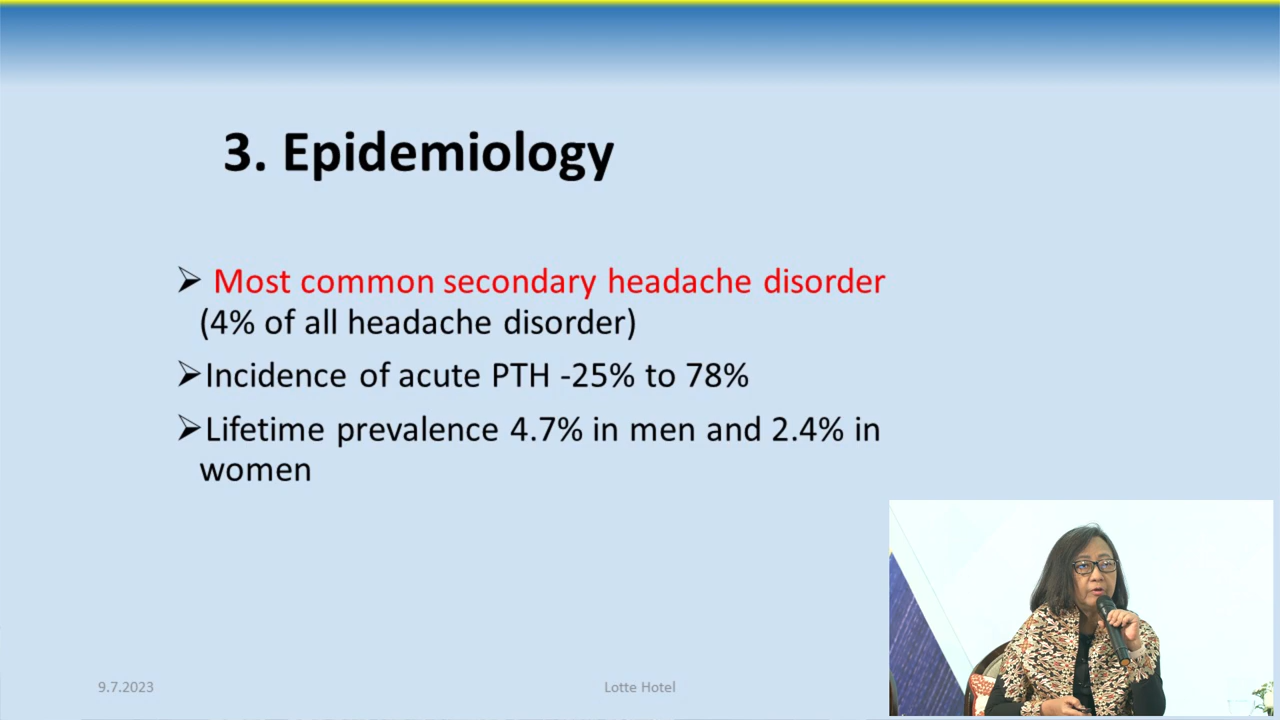 3. Epidemiology
➢ Most common secondary headache disorder
(4% of all headache disorder)
➢Incidence of acute PTH -25% to 78%
➢Lifetime prevalence 4.7% in men and 2.4% in
women
9.7.2023
Lotte Hotel